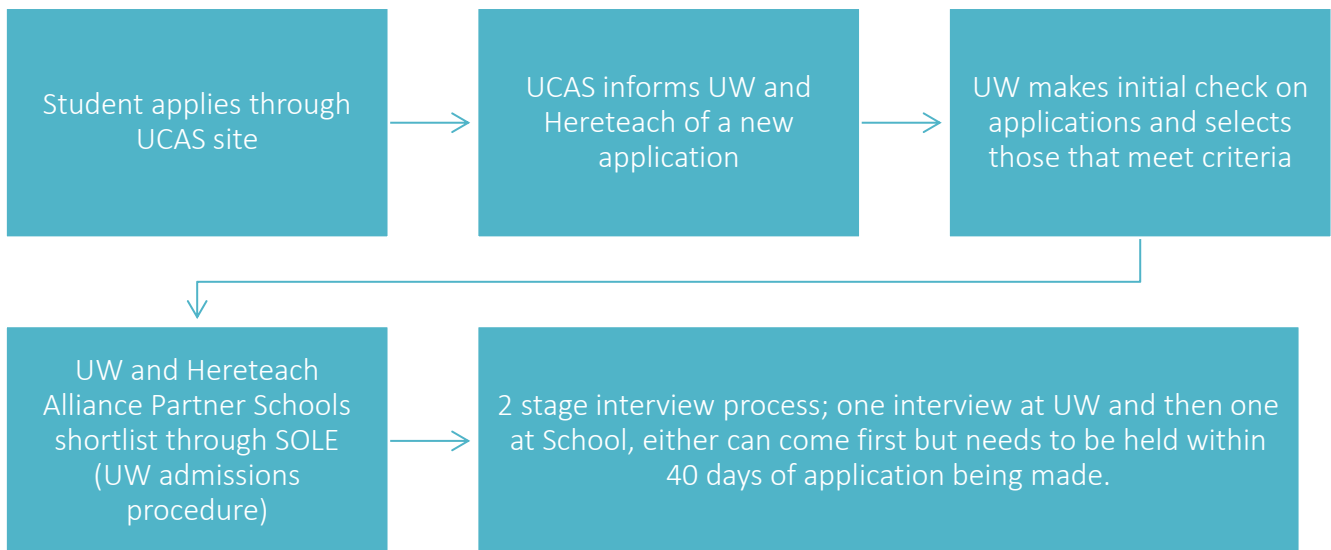 Student applies through
UCAS site
UCAS informs UW and
Hereteach of a new
application
UW makes initial check on
applications and selects
those that meet criteria
UW and Hereteach
Alliance Partner Schools
shortlist through SOLE
(UW admissions
procedure)
2 stage interview process; one interview at UW and then one
at School, either can come first but needs to be held within
40 days of application being made.